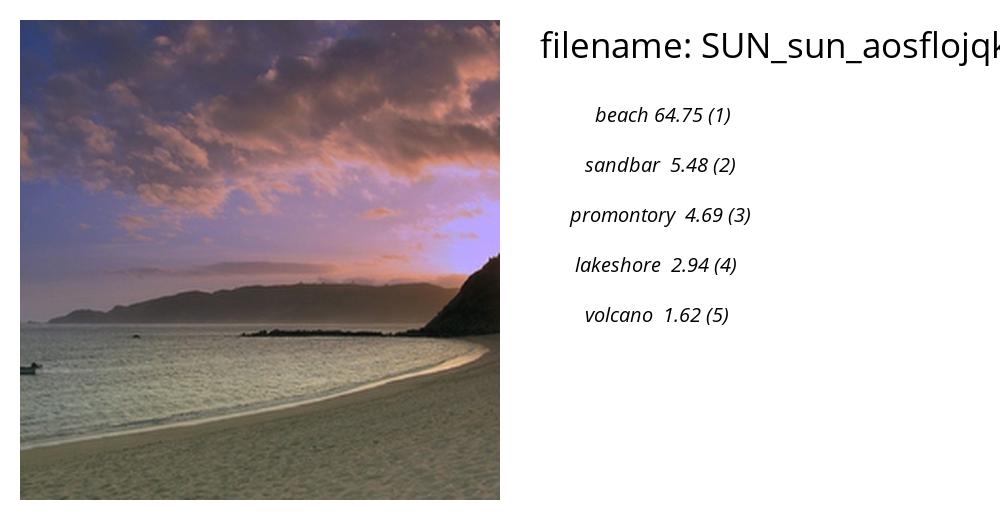 filename: SUN_sun_aosflojqk
beach 64.75 (1)
sandbar 5.48 (2)
promontory 4.69 (3)
lakeshore 2.94 (4)
volcano 1.62 (5)